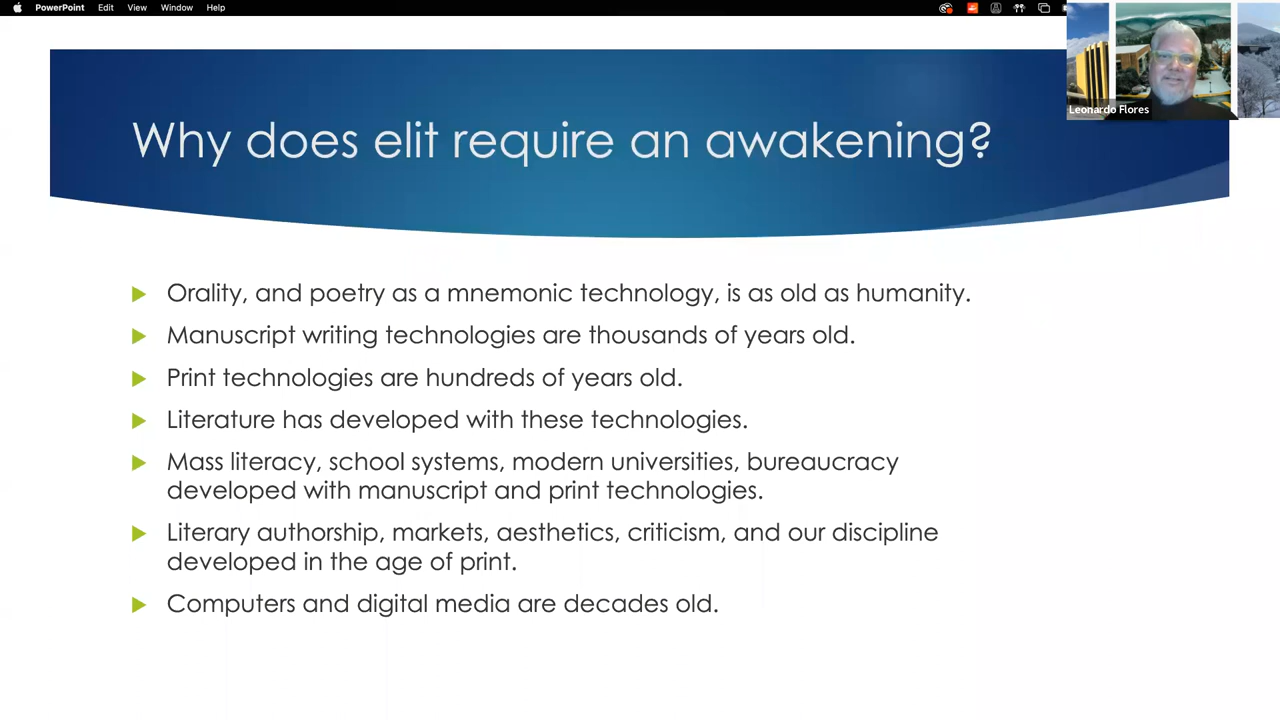 PowerPoint Edit View Window Help
Leonardo Flores
Why does elit require an awakening?
Orality, and poetry as a mnemonic technology, is as old as humanity.
Manuscript writing technologies are thousands of years old.
Print technologies are hundreds of years old.
Literature has developed with these technologies.
Mass literacy, school systems, modern universities, bureaucracy
developed with manuscript and print technologies.
Literary authorship, markets, aesthetics, criticism, and our discipline
developed in the age of print.
Computers and digital media are decades old.